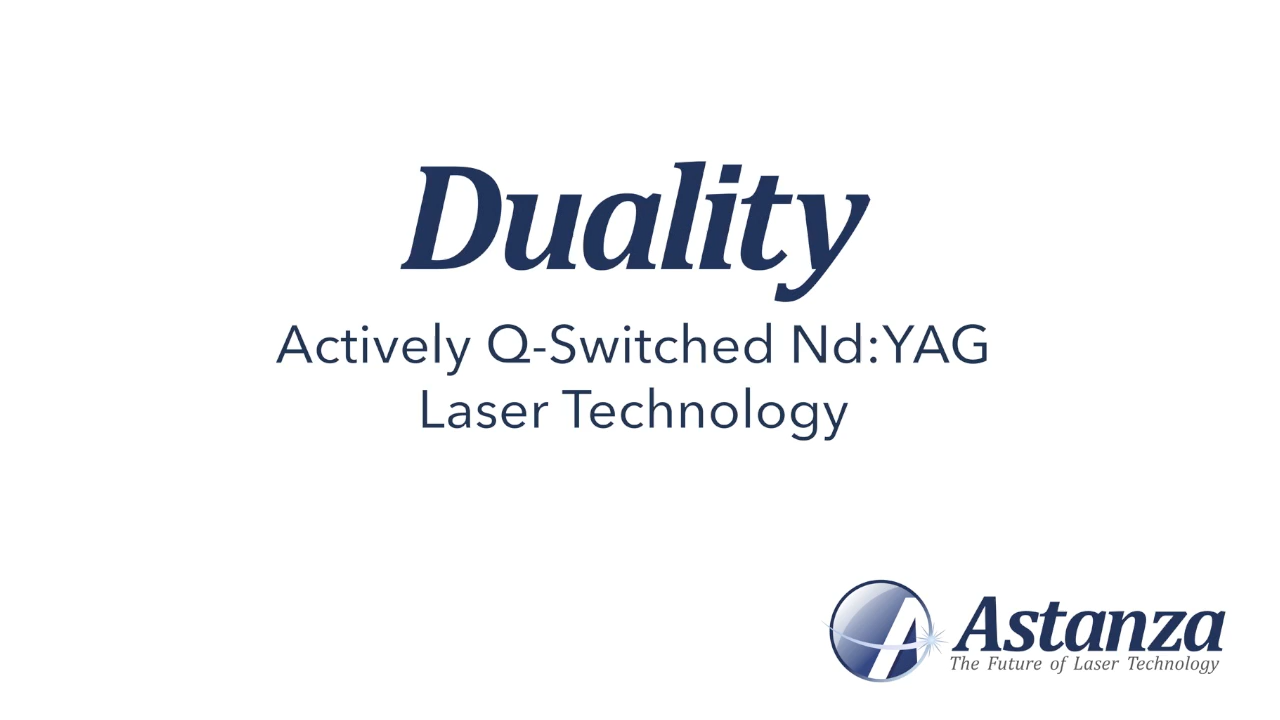 Duality
Actively Q-Switched Nd:YAG
Laser Technology
Astanza
The Future of Laser Technology